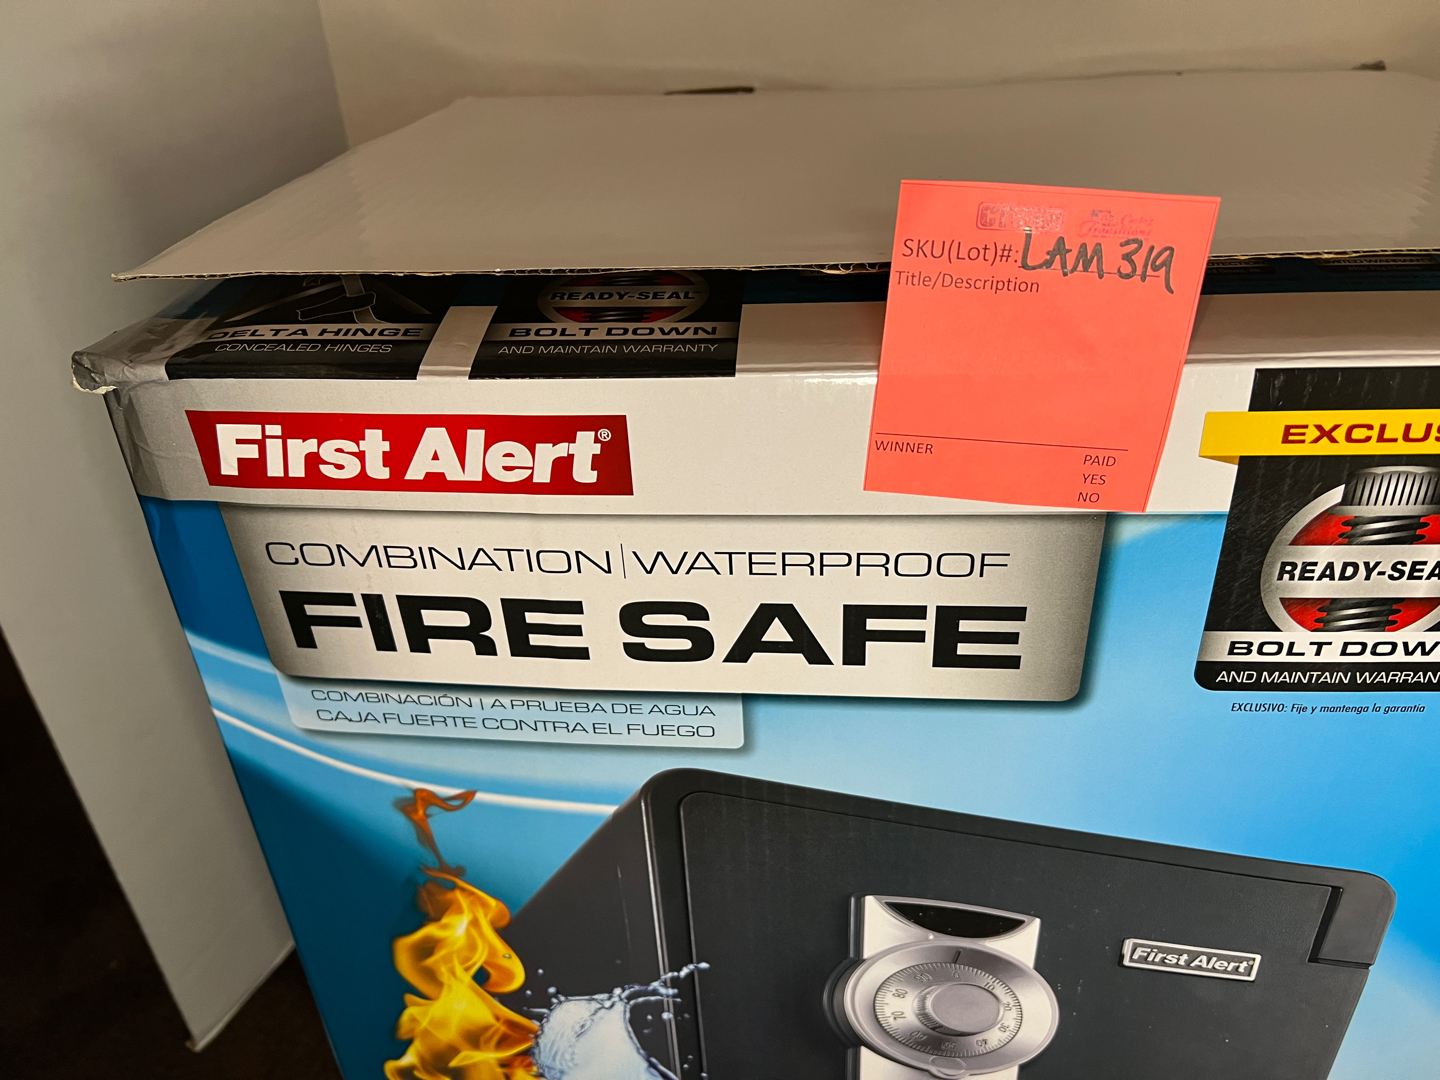 DELTA HINGE
CONCEALED HINGES
READY-SEAL®
BOLT DOWN
AND MAINTAIN WARRANTY
SKU(Lot)#: LAM 319
Title/Description
WINNER
PAID
YES
NO
First Alert®
COMBINATION | WATERPROOF
FIRE SAFE
COMBINACIÓN | A PRUEBA DE AGUA
CAJA FUERTE CONTRA EL FUEGO
EXCLUS
READY-SEA
BOLT DOW
AND MAINTAIN WARRAN
EXCLUSIVO: Fije y mantenga la garantía
First Alert